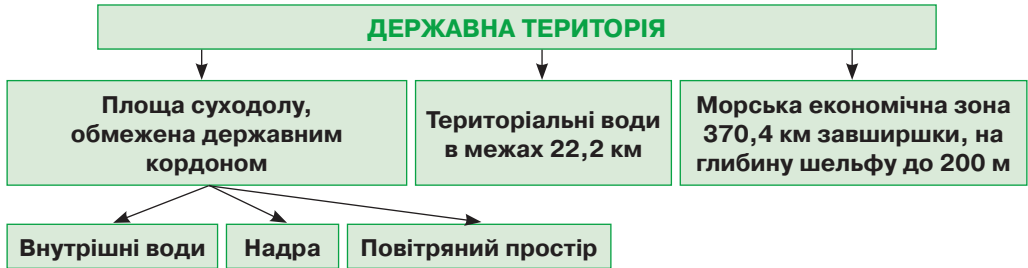 ДЕРЖАВНА ТЕРИТОРІЯ
Площа суходолу,
обмежена державним
кордоном
Територіальні води
в межах 22,2 км
Морська економічна зона
370,4 км завширшки, на
глибину шельфу до 200 м
Внутрішні води
Надра
Повітряний простір